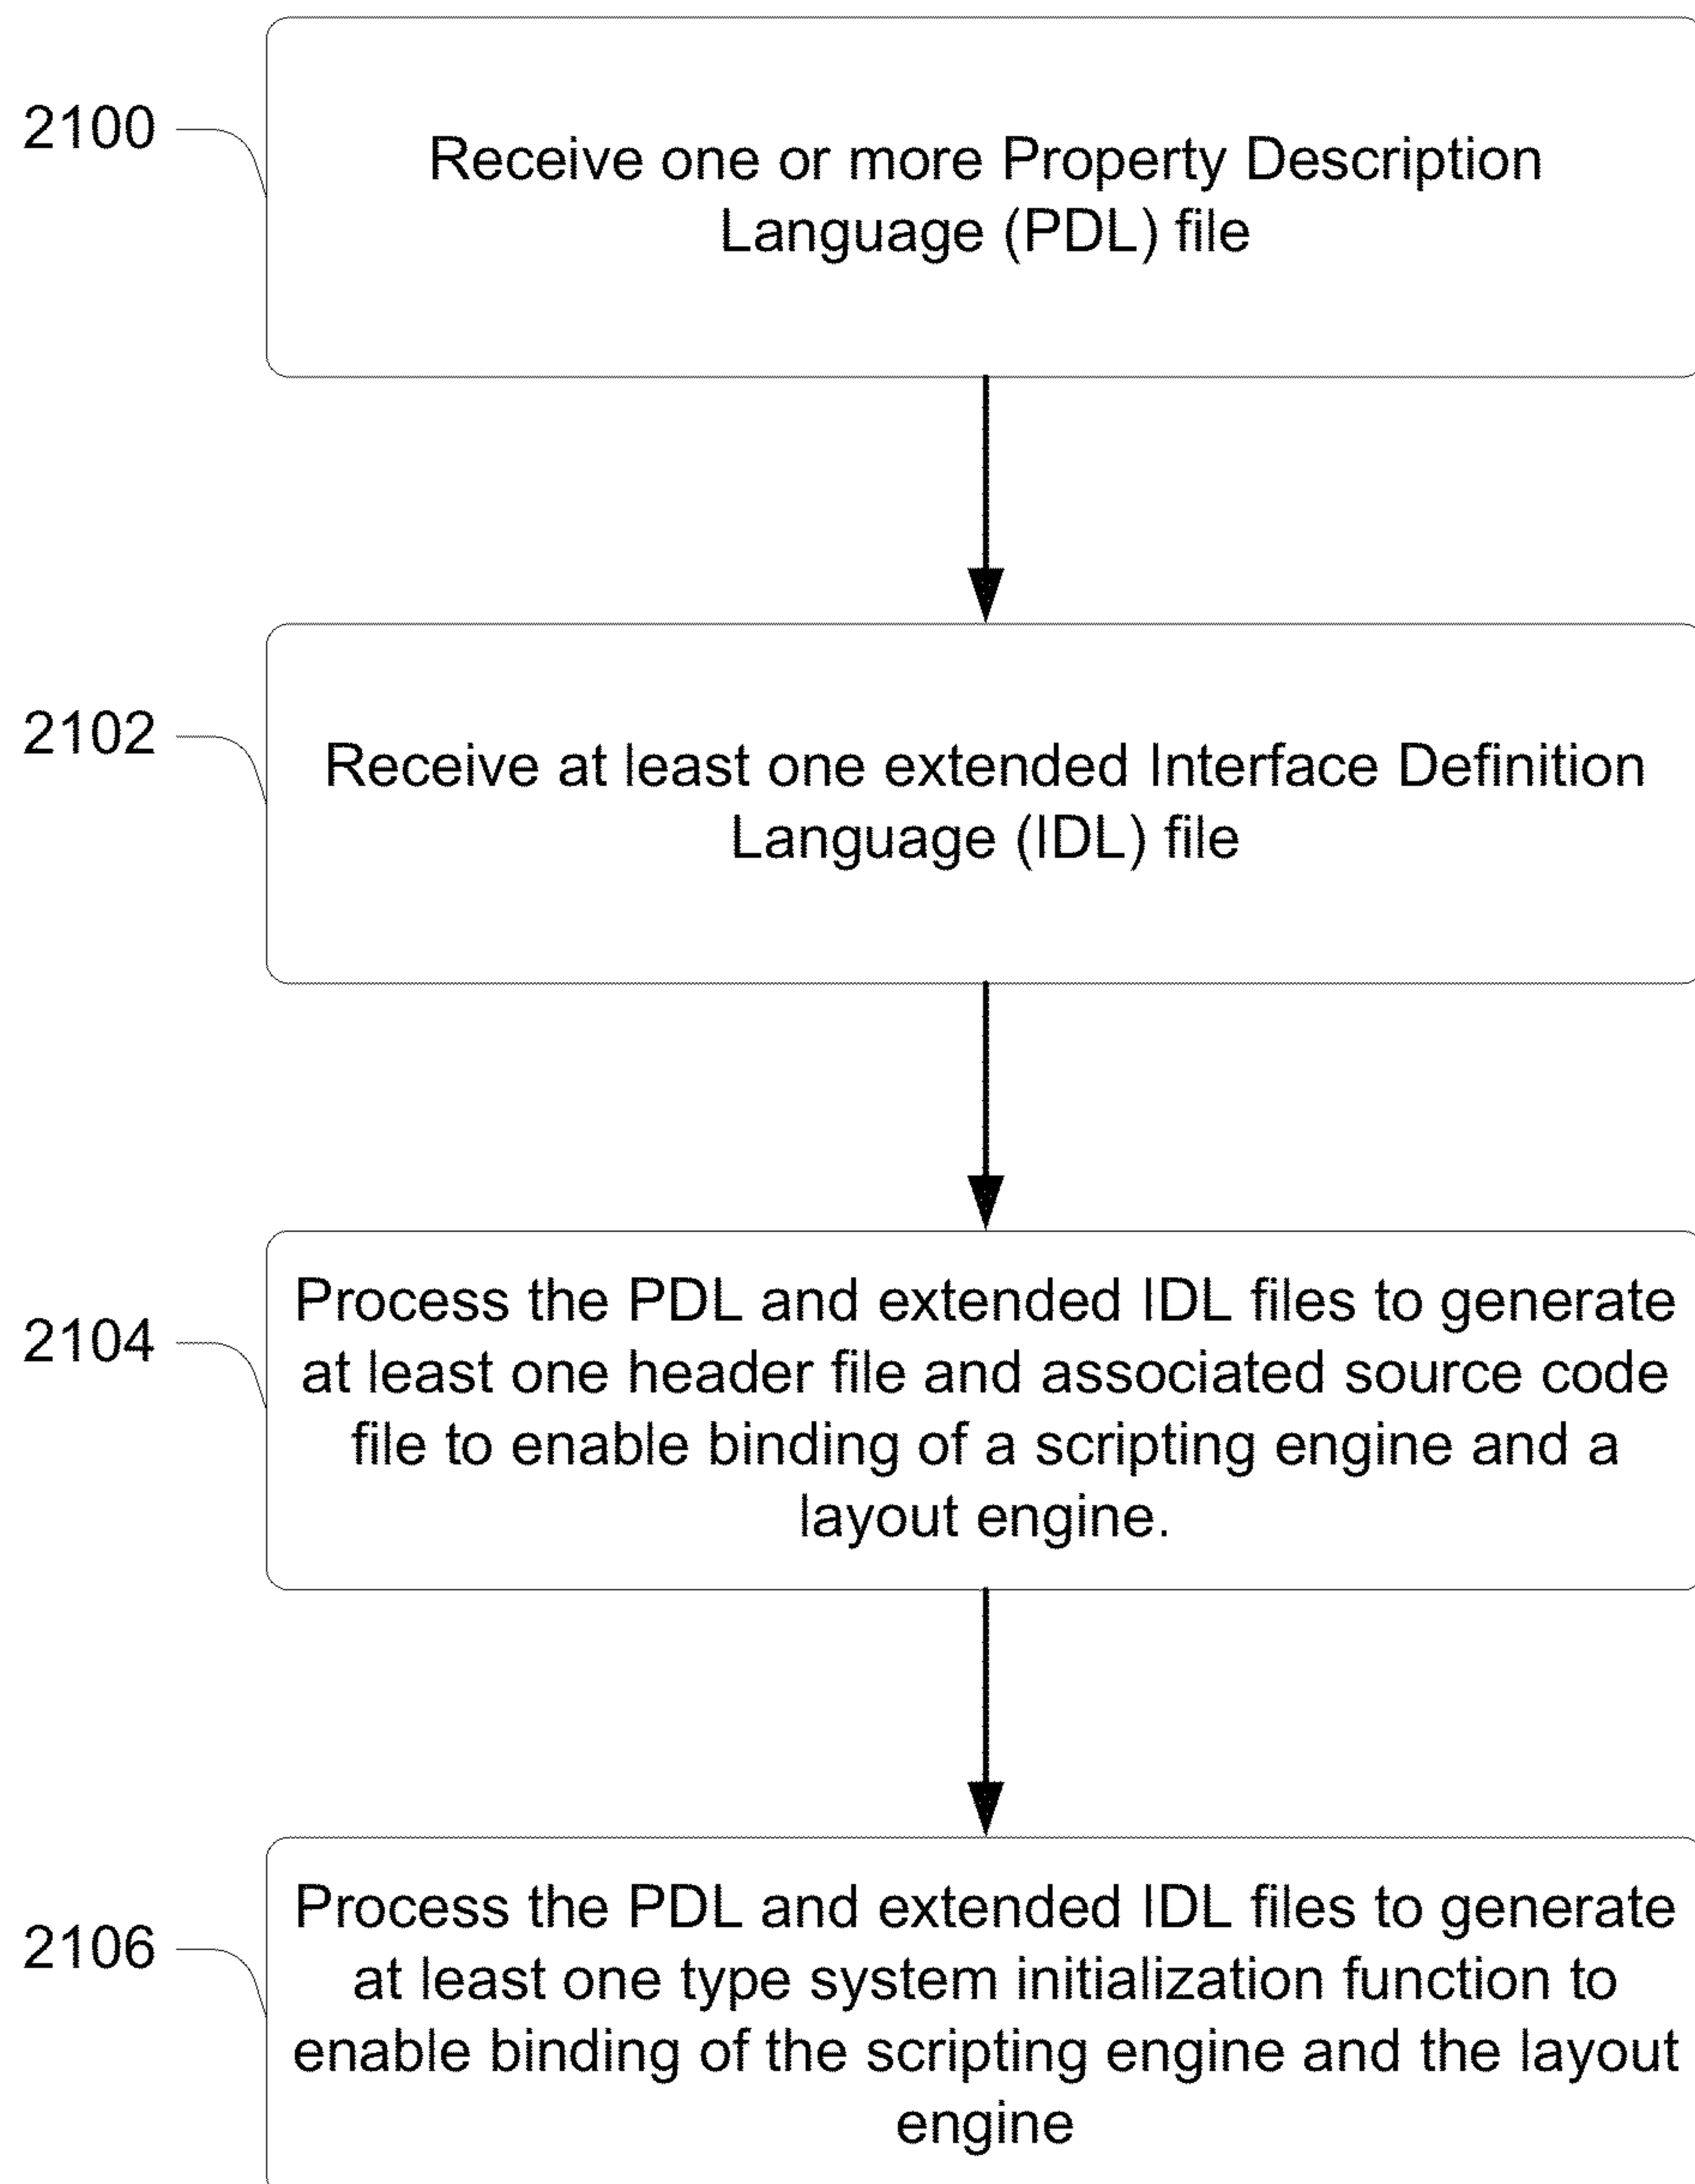 2100
Receive one or more Property Description
Language (PDL) file
2102
Receive at least one extended Interface Definition
Language (IDL) file
2104
Process the PDL and extended IDL files to generate
at least one header file and associated source code
file to enable binding of a scripting engine and a
layout engine.
2106
Process the PDL and extended IDL files to generate
at least one type system initialization function to
enable binding of the scripting engine and the layout
engine